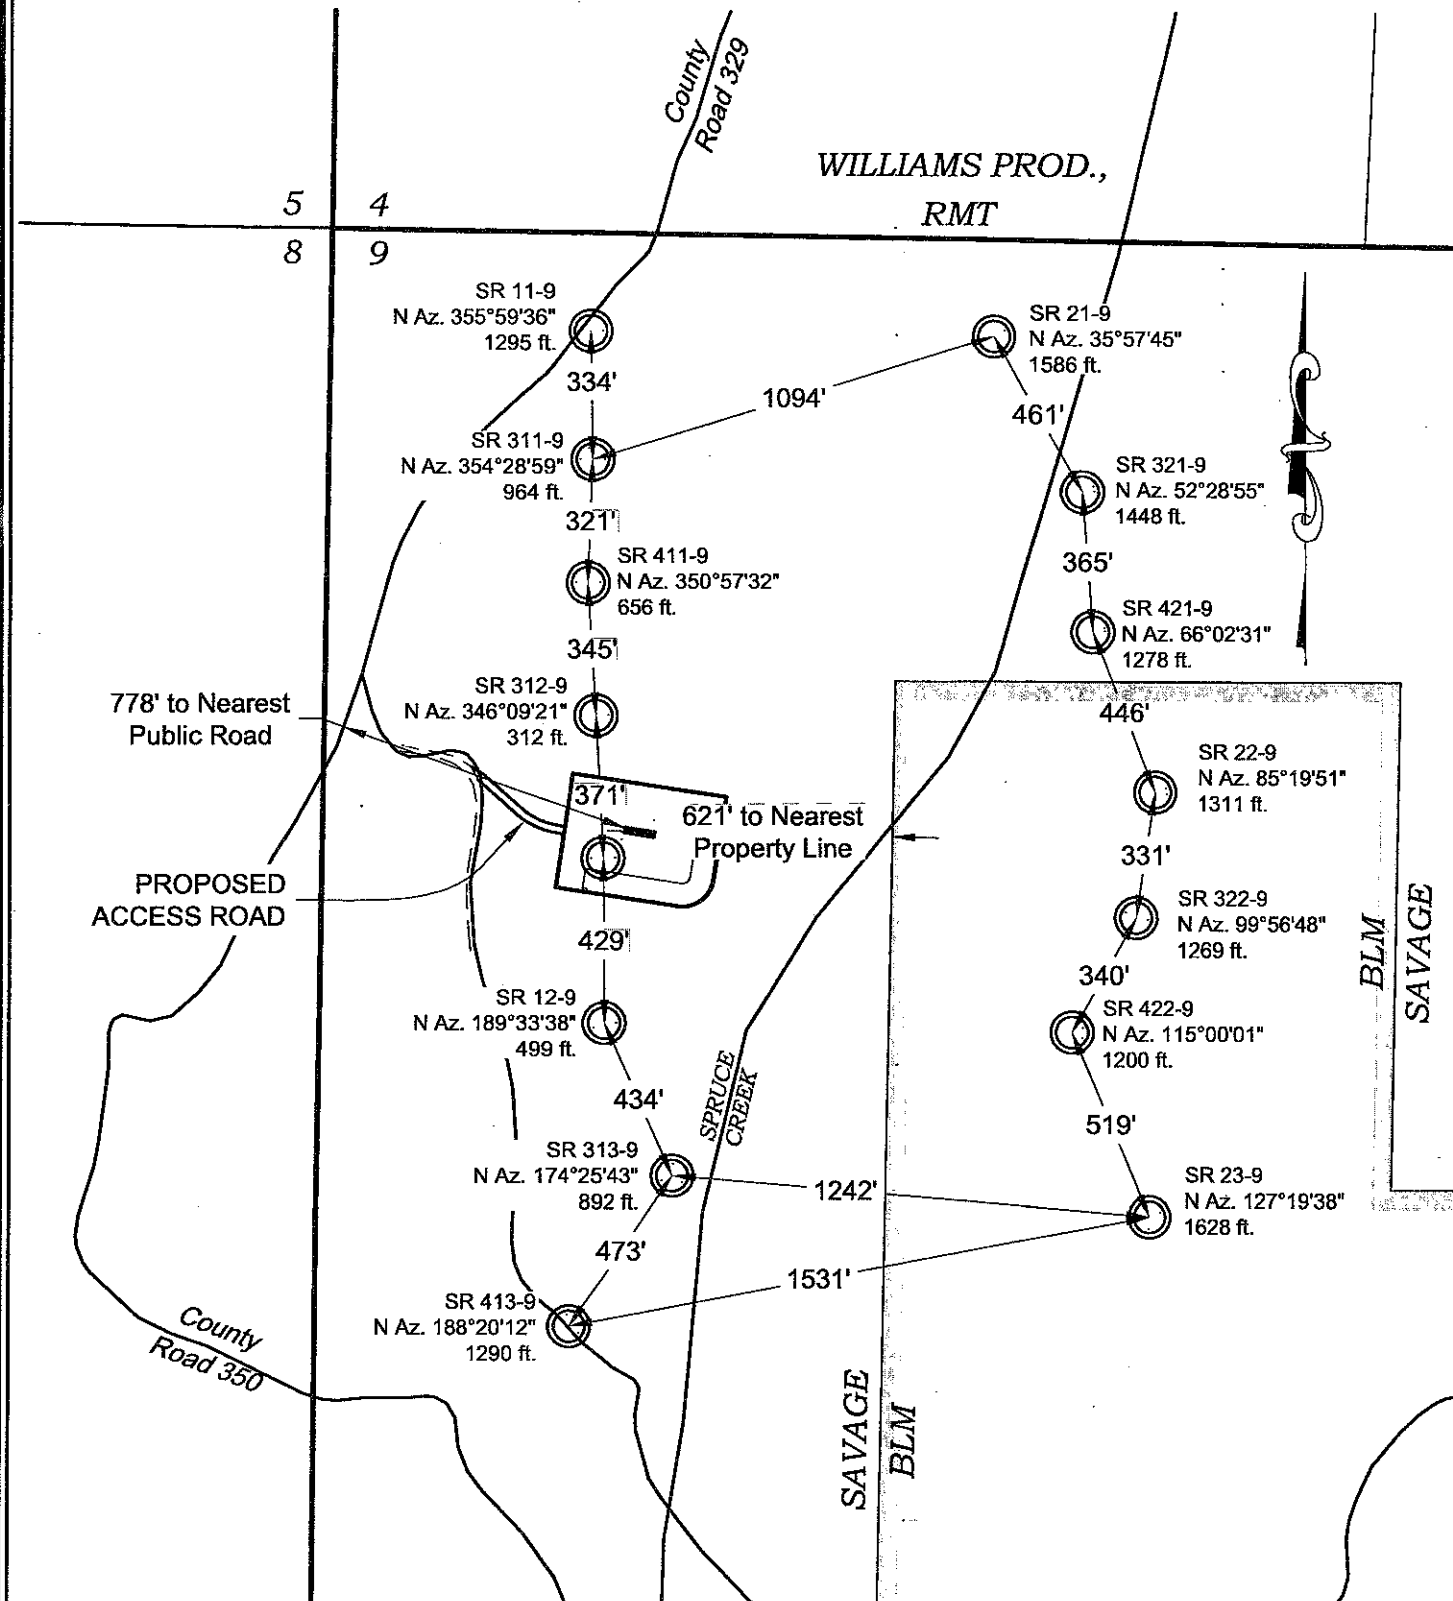 County
Road 329
WILLIAMS PROD.,
RMT
5 4
8 9
SR 11-9
N Az. 355°59'36"
1295 ft.
SR 21-9
N Az. 35°57'45"
1586 ft.
334'
1094'
461'
SR 311-9
N Az. 354°28'59"
964 ft.
SR 321-9
N Az. 52°28'55"
1448 ft.
321'
365'
SR 411-9
N Az. 350°57'32"
656 ft.
SR 421-9
N Az. 66°02'31"
1278 ft.
345'
SR 312-9
N Az. 346°09'21"
312 ft.
778' to Nearest
Public Road
446'
SR 22-9
N Az. 85°19'51"
1311 ft.
371'
621' to Nearest
Property Line
331'
PROPOSED
ACCESS ROAD
SR 322-9
N Az. 99°56'48"
1269 ft.
BLM
SAVAGE
429'
340'
SR 12-9
N Az. 189°33'38"
499 ft.
SR 422-9
N Az. 115°00'01"
1200 ft.
434'
SPRUCE
CREEK
519'
SR 313-9
N Az. 174°25'43"
892 ft.
1242'
SR 23-9
N Az. 127°19'38"
1628 ft.
473'
1531'
SR 413-9
N Az. 188°20'12"
1290 ft.
County
Road 350
SAVAGE
BLM